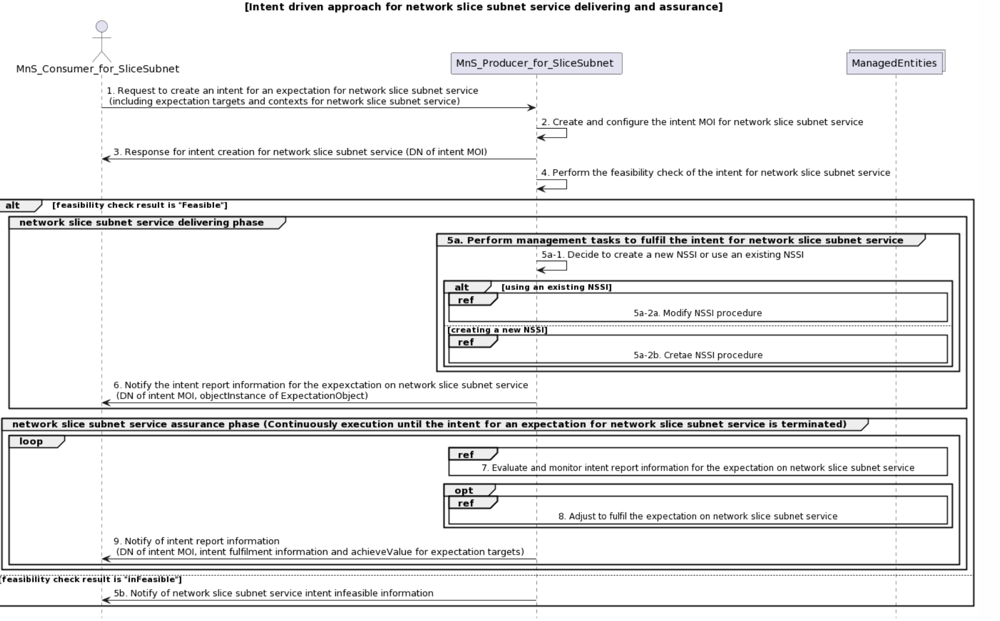 [Intent driven approach for network slice subnet service delivering and assurance]
MnS_Consumer_for_SliceSubnet
MnS_Producer_for_SliceSubnet
ManagedEntities
1. Request to create an intent for an expectation for network slice subnet service
(including expectation targets and contexts for network slice subnet service)
2. Create and configure the intent MOI for network slice subnet service
3. Response for intent creation for network slice subnet service (DN of intent MOI)
4. Perform the feasibility check of the intent for network slice subnet service
alt [feasibility check result is "Feasible"]
network slice subnet service delivering phase
5a. Perform management tasks to fulfil the intent for network slice subnet service
5a-1. Decide to create a new NSSI or use an existing NSSI
alt [using an existing NSSI]
ref
5a-2a. Modify NSSI procedure
[creating a new NSSI]
ref
5a-2b. Cretae NSSI procedure
6. Notify the intent report information for the expexctation on network slice subnet service
(DN of intent MOI, objectInstance of ExpectationObject)
network slice subnet service assurance phase (Continuously execution until the intent for an expectation for network slice subnet service is terminated)
loop
ref
7. Evaluate and monitor intent report information for the expectation on network slice subnet service
opt
ref
8. Adjust to fulfil the expectation on network slice subnet service
9. Notify of intent report information
(DN of intent MOI, intent fulfilment information and achieveValue for expectation targets)
[feasibility check result is "inFeasible"]
5b. Notify of network slice subnet service intent infeasible information